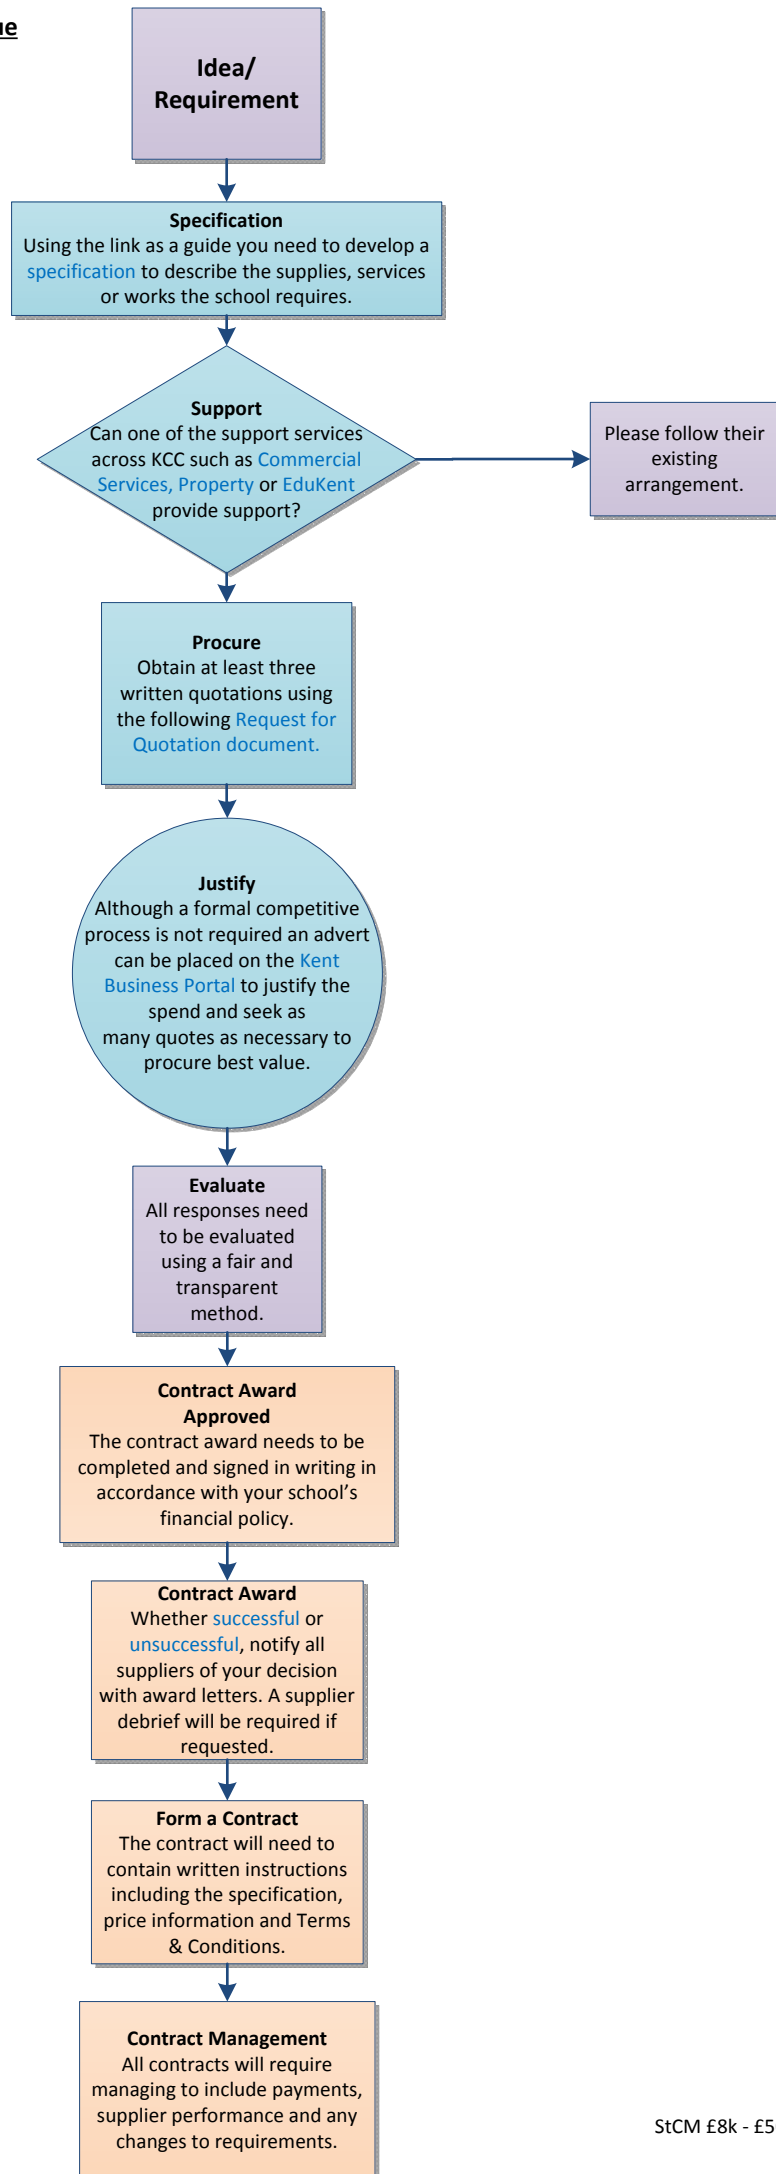 ue
Idea/
Requirement
Specification
Using the link as a guide you need to develop a
specification to describe the supplies, services
or works the school requires.
Support
Can one of the support services
across KCC such as Commercial
Services, Property or EduKent
provide support?
Please follow their
existing
arrangement.
Procure
Obtain at least three
written quotations using
the following Request for
Quotation document.
Justify
Although a formal competitive
process is not required an advert
can be placed on the Kent
Business Portal to justify the
spend and seek as
many quotes as necessary to
procure best value.
Evaluate
All responses need
to be evaluated
using a fair and
transparent
method.
Contract Award
Approved
The contract award needs to be
completed and signed in writing in
accordance with your school’s
financial policy.
Contract Award
Whether successful or
unsuccessful, notify all
suppliers of your decision
with award letters. A supplier
debrief will be required if
requested.
Form a Contract
The contract will need to
contain written instructions
including the specification,
price information and Terms
& Conditions.
Contract Management
All contracts will require
managing to include payments,
supplier performance and any
changes to requirements.
StCM £8k - £5